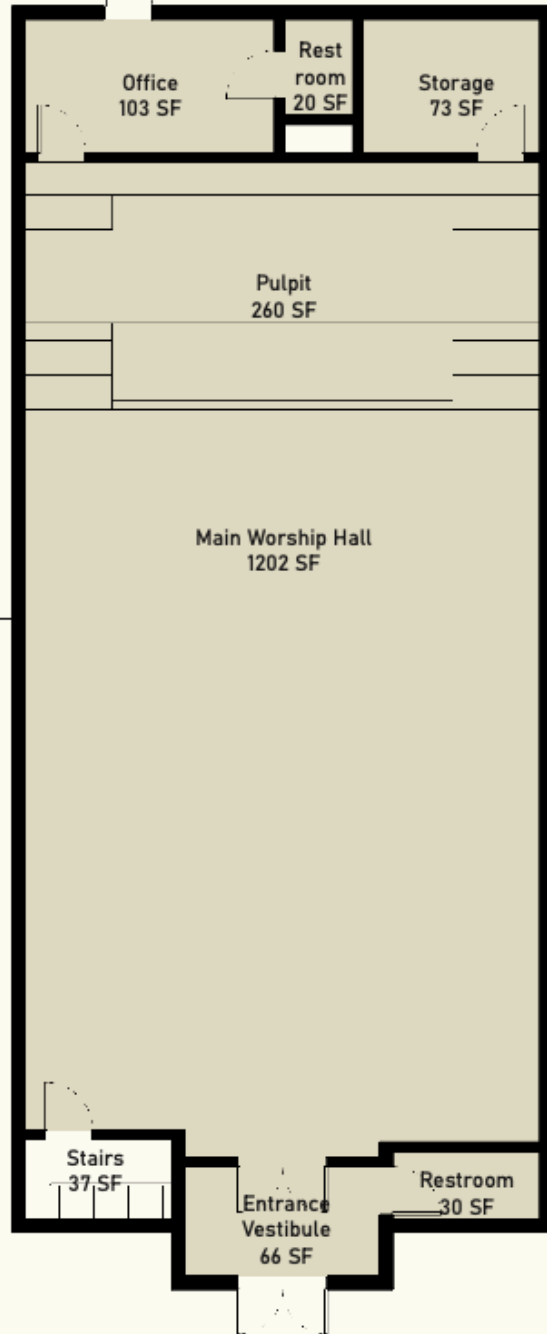 Office
103 SF
Rest
room
20 SF
Storage
73 SF
Pulpit
260 SF
Main Worship Hall
1202 SF
Stairs
37 SF
Entrance
Vestibule
66 SF
Restroom
30 SF